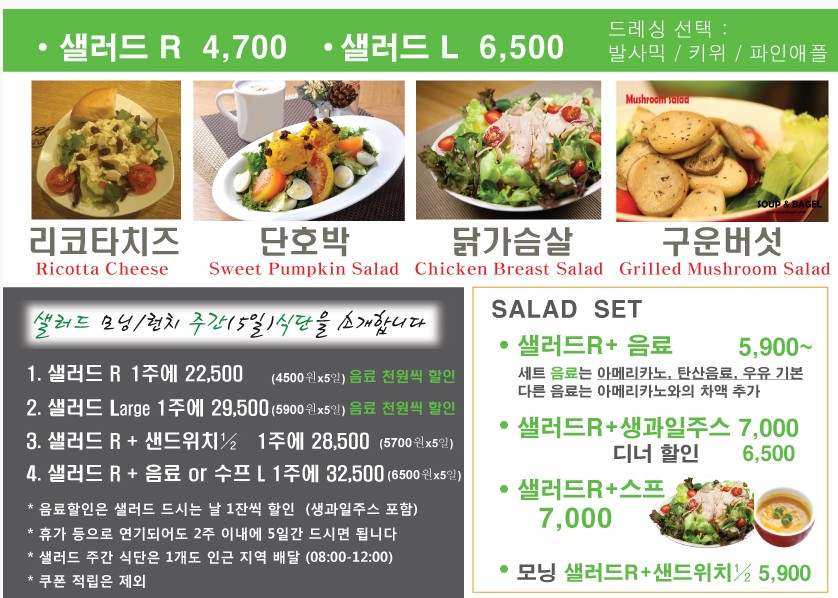 • 샐러드 R 4,700 • 샐러드 L 6,500
드레싱 선택 :
발사믹 / 키위 / 파인애플
Mushroom salad
SOUP & BAGEL
리코타치즈 단호박 닭가슴살 구운버섯
Ricotta Cheese Sweet Pumpkin Salad Chicken Breast Salad Grilled Mushroom Salad
샐러드 모닝/런치 주간(5일)식단을 소개합니다
1. 샐러드 R 1주에 22,500 (4500원x5일) 음료 천원씩 할인
2. 샐러드 Large 1주에 29,500 (5900원x5일) 음료 천원씩 할인
3. 샐러드 R + 샌드위치½ 1주에 28,500 (5700원x5일)
4. 샐러드 R + 음료 or 수프 L 1주에 32,500 (6500원x5일)
* 음료할인은 샐러드 드시는 날 1잔씩 할인 (생과일주스 포함)
* 휴가 등으로 연기되어도 2주 이내에 5일간 드시면 됩니다
* 샐러드 주간 식단은 1개도 인근 지역 배달 (08:00-12:00)
* 쿠폰 적립은 제외
SALAD SET
• 샐러드R+ 음료 5,900~
세트 음료는 아메리카노, 탄산음료, 우유 기본
다른 음료는 아메리카노와의 차액 추가
• 샐러드R+생과일주스 7,000
디너 할인 6,500
• 샐러드R+스프
7,000
• 모닝 샐러드R+샌드위치½ 5,900